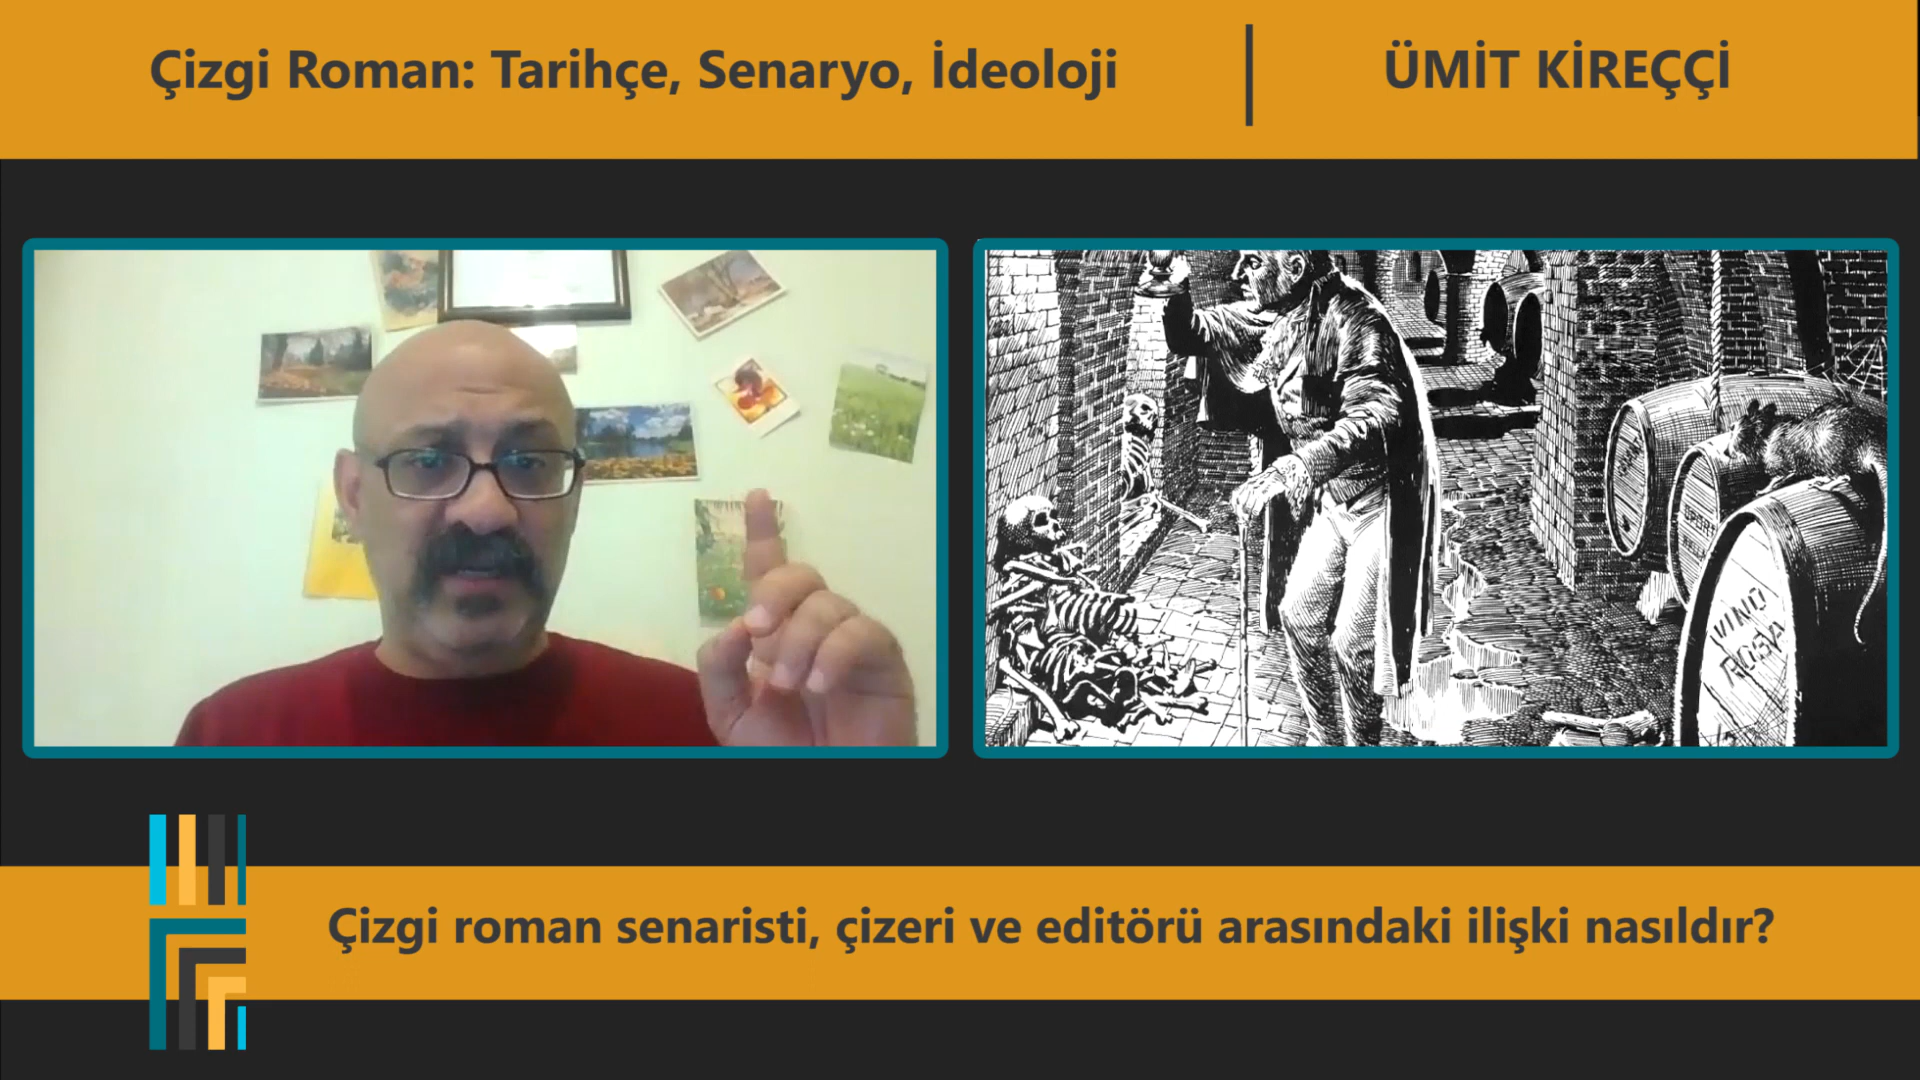 Çizgi Roman: Tarihçe, Senaryo, İdeoloji
ÜMİT KİREÇÇİ
VINO
ROSA
Çizgi roman senaristi, çizeri ve editörü arasındaki ilişki nasıldır?